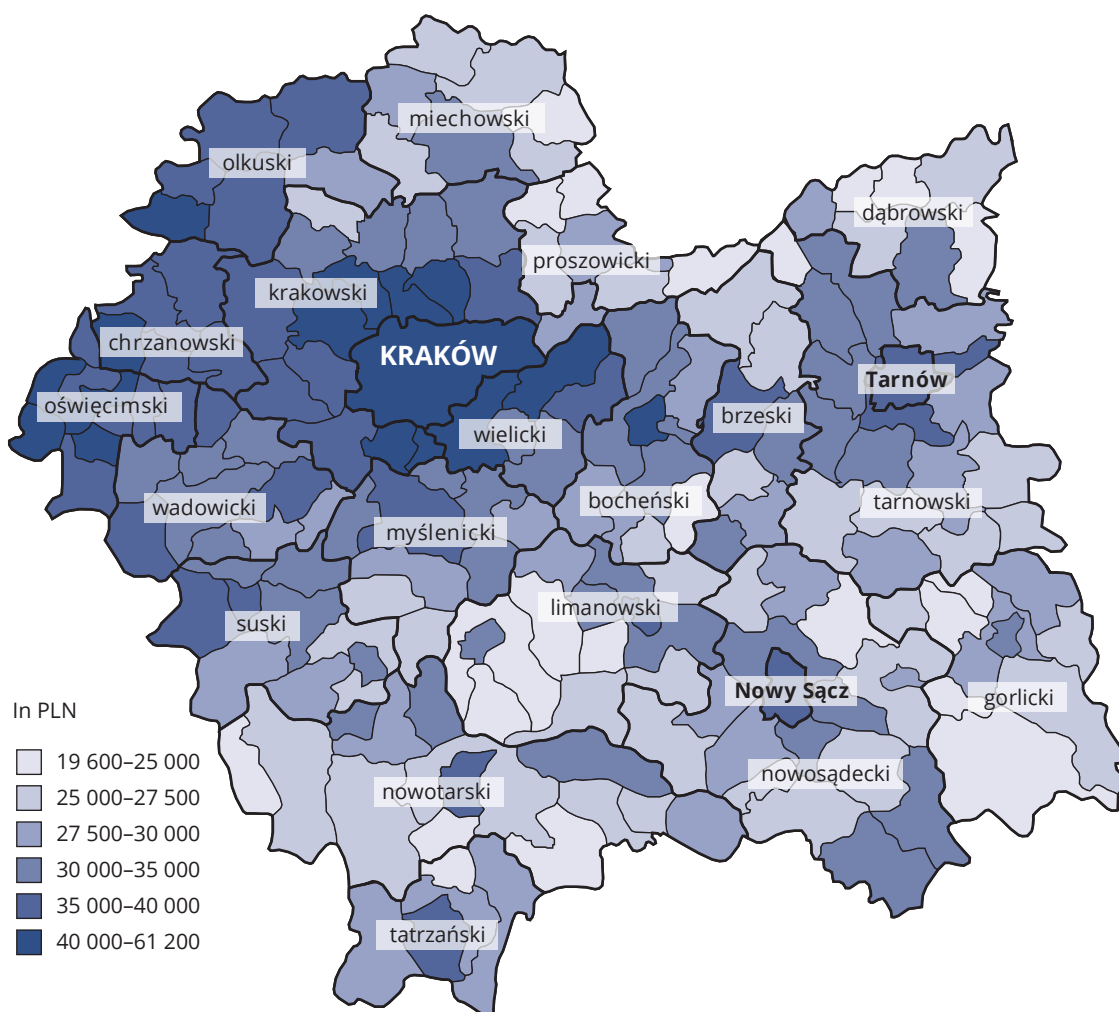 miechowski
olkuski
dąbrowski
proszowicki
krakowski
chrzanowski
KRAKÓW
Tarnów
oświęcimski
brzeski
wielicki
bocheński
tarnowski
wadowicki
myślenicki
limanowski
suski
Nowy Sącz
gorlicki
In PLN
19 600–25 000
25 000–27 500
27 500–30 000
30 000–35 000
35 000–40 000
40 000–61 200
nowosądecki
nowotarski
tatrzański